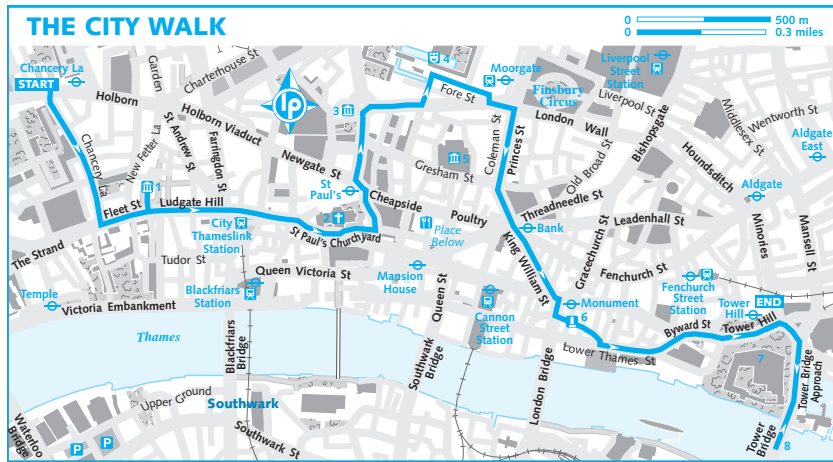 THE CITY WALK
0 500 m
0 0.3 miles
Chancery La
START
Garden
Charterhouse St
4
Moorgate
Liverpool
Street
Station
Holborn
Fore St
Finsbury
Circus
Liverpool St
Middlesex St
Wentworth St
Chancery La
New Fetter La
St Andrew St
Farringdon St
Holborn Viaduct
lp
3
London Wall
Bishopsgate
Aldgate
East
Newgate St
Coleman St
Princes St
Old Broad St
Houndsditch
St
Paul's
Gresham St
5
Aldgate
1
Fleet St
Ludgate Hill
Cheapside
Threadneedle St
2
City
Thameslink
Station
St Paul's Churchyard
Poultry
Place
Below
Bank
Leadenhall St
Minories
Mansell St
The Strand
Tudor St
Queen Victoria St
Mansion
House
King William St
Gracechurch St
Fenchurch St
Fenchurch
Street
Station
Temple
Blackfriars
Station
Queen St
Cannon
Street
Station
Monument
6
Tower
Hill
END
Victoria Embankment
Byward St
Tower Hill
Thames
Blackfriars
Bridge
Southwark
Bridge
London Bridge
Lower Thames St
7
Tower Bridge
Approach
Upper Ground
Southwark
Waterloo
Bridge
P
P
Southwark St
Tower
Bridge
8